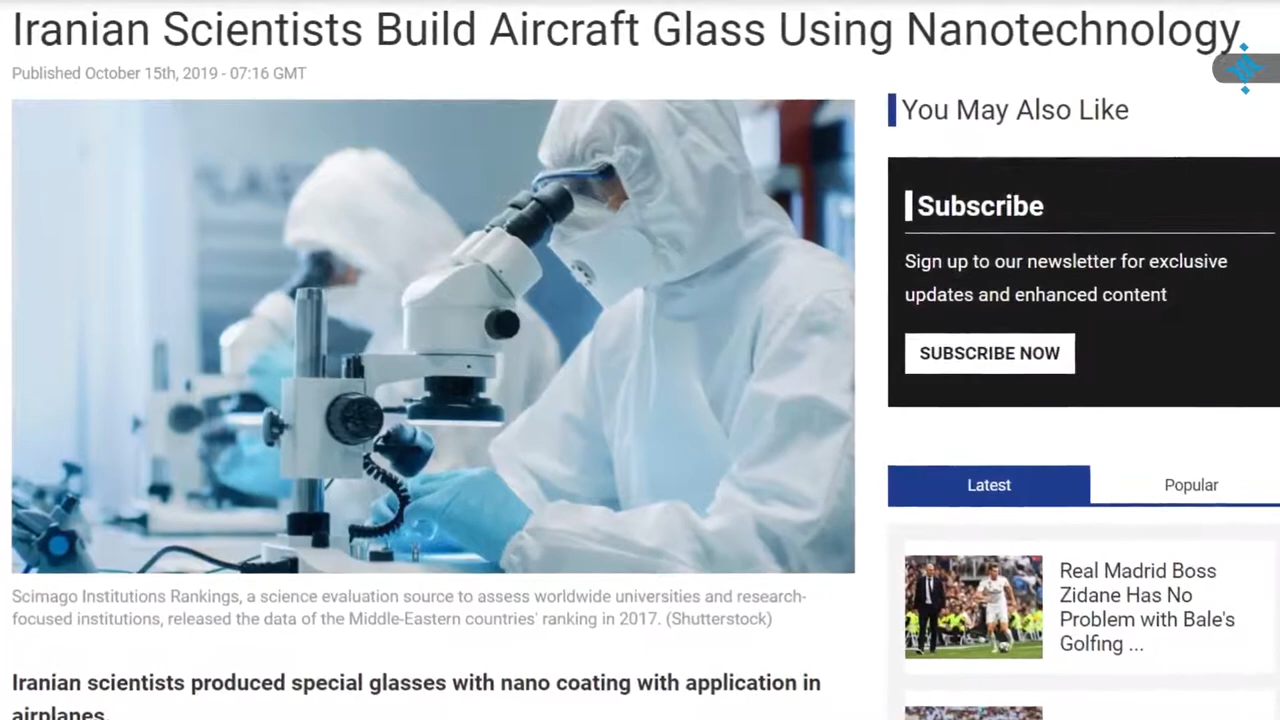 Iranian Scientists Build Aircraft Glass Using Nanotechnology
Published October 15th, 2019 - 07:16 GMT
Scimago Institutions Rankings, a science evaluation source to assess worldwide universities and research-
focused institutions, released the data of the Middle-Eastern countries' ranking in 2017. (Shutterstock)
Iranian scientists produced special glasses with nano coating with application in
airplanes.
You May Also Like
Subscribe
Sign up to our newsletter for exclusive
updates and enhanced content
SUBSCRIBE NOW
Latest
Popular
Real Madrid Boss
Zidane Has No
Problem with Bale's
Golfing ...